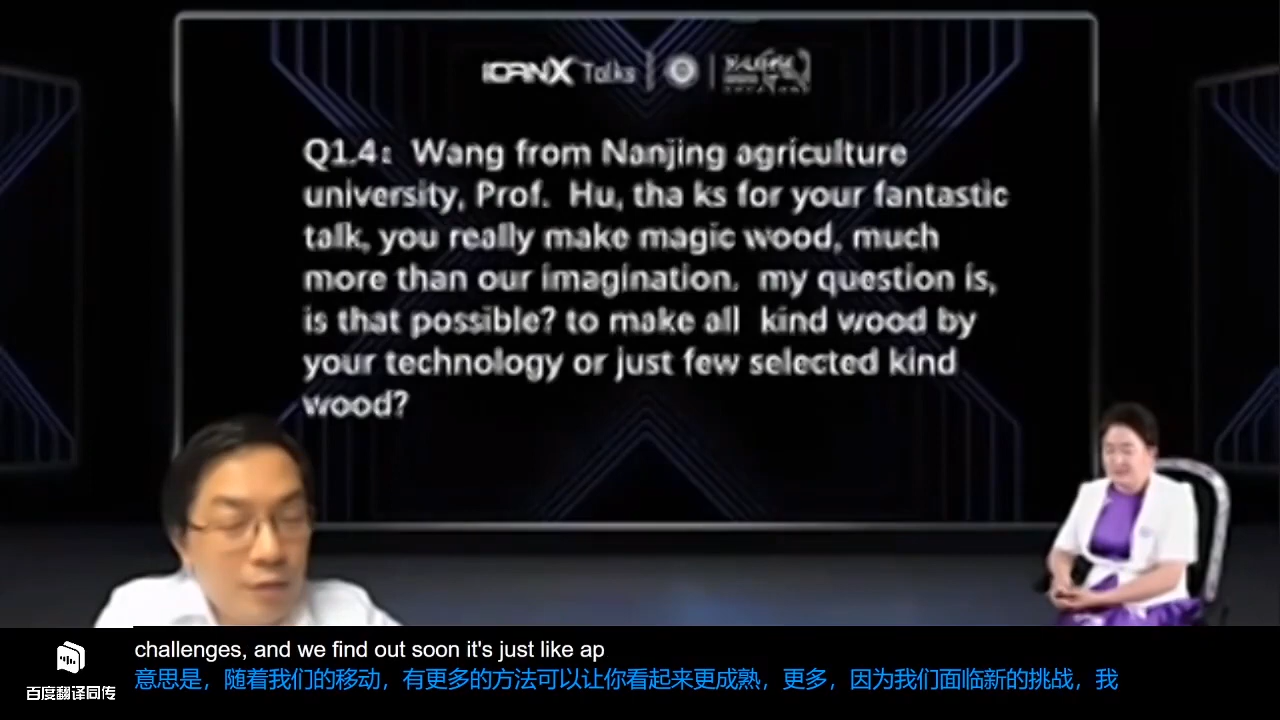 ICANX Talks
Q1.4: Wang from Nanjing agriculture
university, Prof. Hu, tha ks for your fantastic
talk, you really make magic wood, much
more than our imagination. my question is,
is that possible? to make all kind wood by
your technology or just few selected kind
wood?
challenges, and we find out soon it's just like ap
意思是，随着我们的移动，有更多的方法可以让你看起来更成熟，更多，因为我们面临新的挑战，我
百度翻译同传